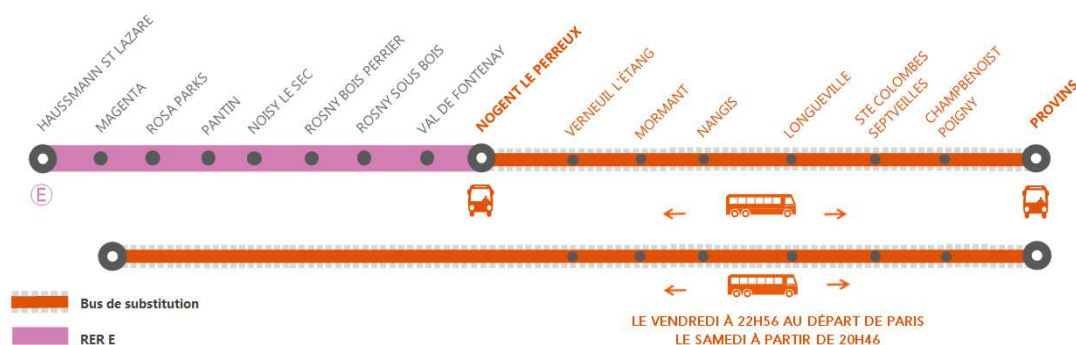 HAUSSMANN ST LAZARE
MAGENTA
ROSA PARKS
PANTIN
NOISY LE SEC
ROSNY BOIS PERRIER
ROSNY SOUS BOIS
VAL DE FONTENAY
NOGENT LE PERREUX
VERNEUIL L'ÉTANG
MORMANT
NANGIS
LONGUEVILLE
STE COLOMBES
SEPTVEILLES
CHAMPBENOIST
POIGNY
PROVINS
E
Bus de substitution
RER E
LE VENDREDI À 22H56 AU DÉPART DE PARIS
LE SAMEDI À PARTIR DE 20H46